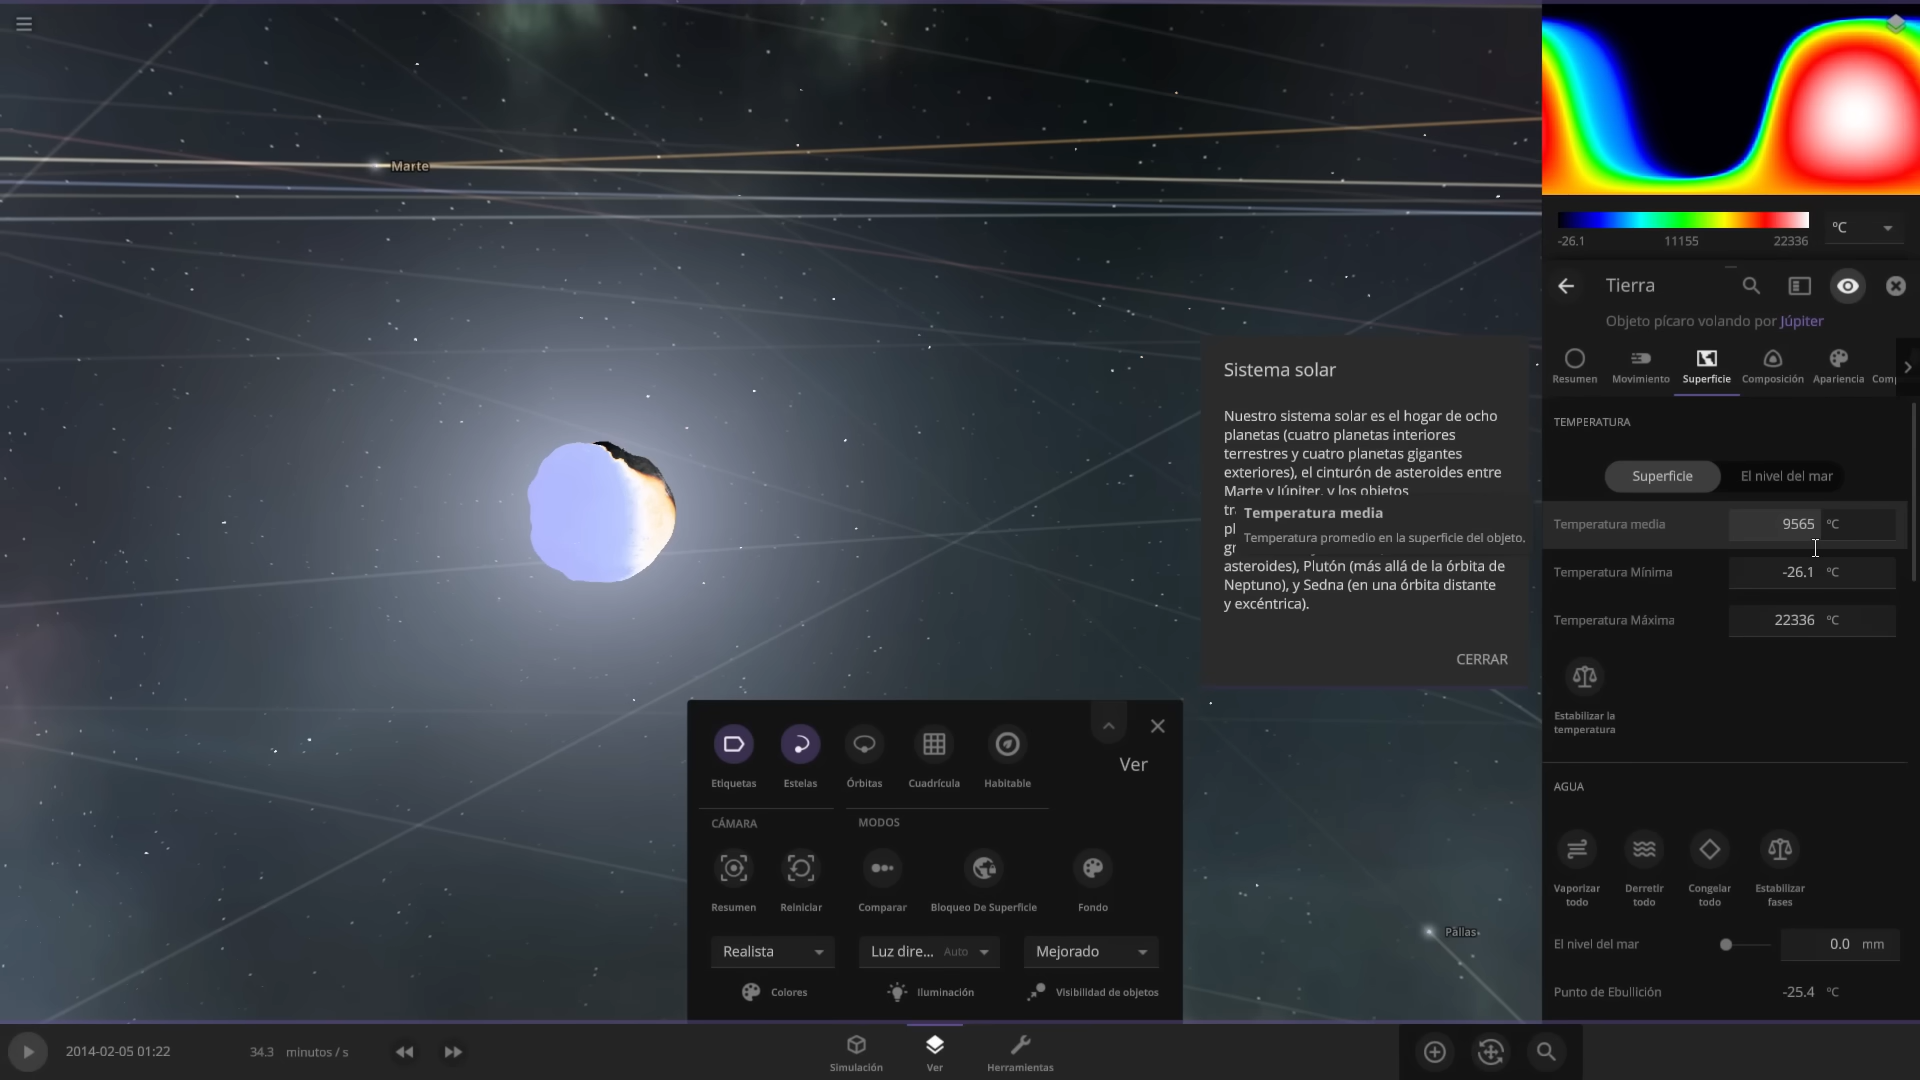 Marte
-26.1 11155 22336
°C
Tierra
Objeto pícaro volando por Júpiter
Resumen Movimiento Superficie Composición Apariencia Comp
TEMPERATURA
Superficie El nivel del mar
Temperatura media 9565 °C
Temperatura Mínima -26.1 °C
Temperatura Máxima 22336 °C
Estabilizar la
temperatura
AGUA
Vaporizar
todo
Derretir
todo
Congelar
todo
Estabilizar
fases
El nivel del mar 0.0 mm
Punto de Ebullición -25.4 °C
Sistema solar
Nuestro sistema solar es el hogar de ocho
planetas (cuatro planetas interiores
terrestres y cuatro planetas gigantes
exteriores), el cinturón de asteroides entre
Marte y Júpiter, y los objetos
Temperatura media
Temperatura promedio en la superficie del objeto.
asteroides), Plutón (más allá de la órbita de
Neptuno), y Sedna (en una órbita distante
y excéntrica).
CERRAR
Ver
Etiquetas Estelas Órbitas Cuadrícula Habitable
CÁMARA MODOS
Resumen Reiniciar Comparar Bloqueo De Superficie Fondo
Realista Luz dire... Auto Mejorado
Colores Iluminación Visibilidad de objetos
Pallas
2014-02-05 01:22 34.3 minutos / s
Simulación Ver Herramientas